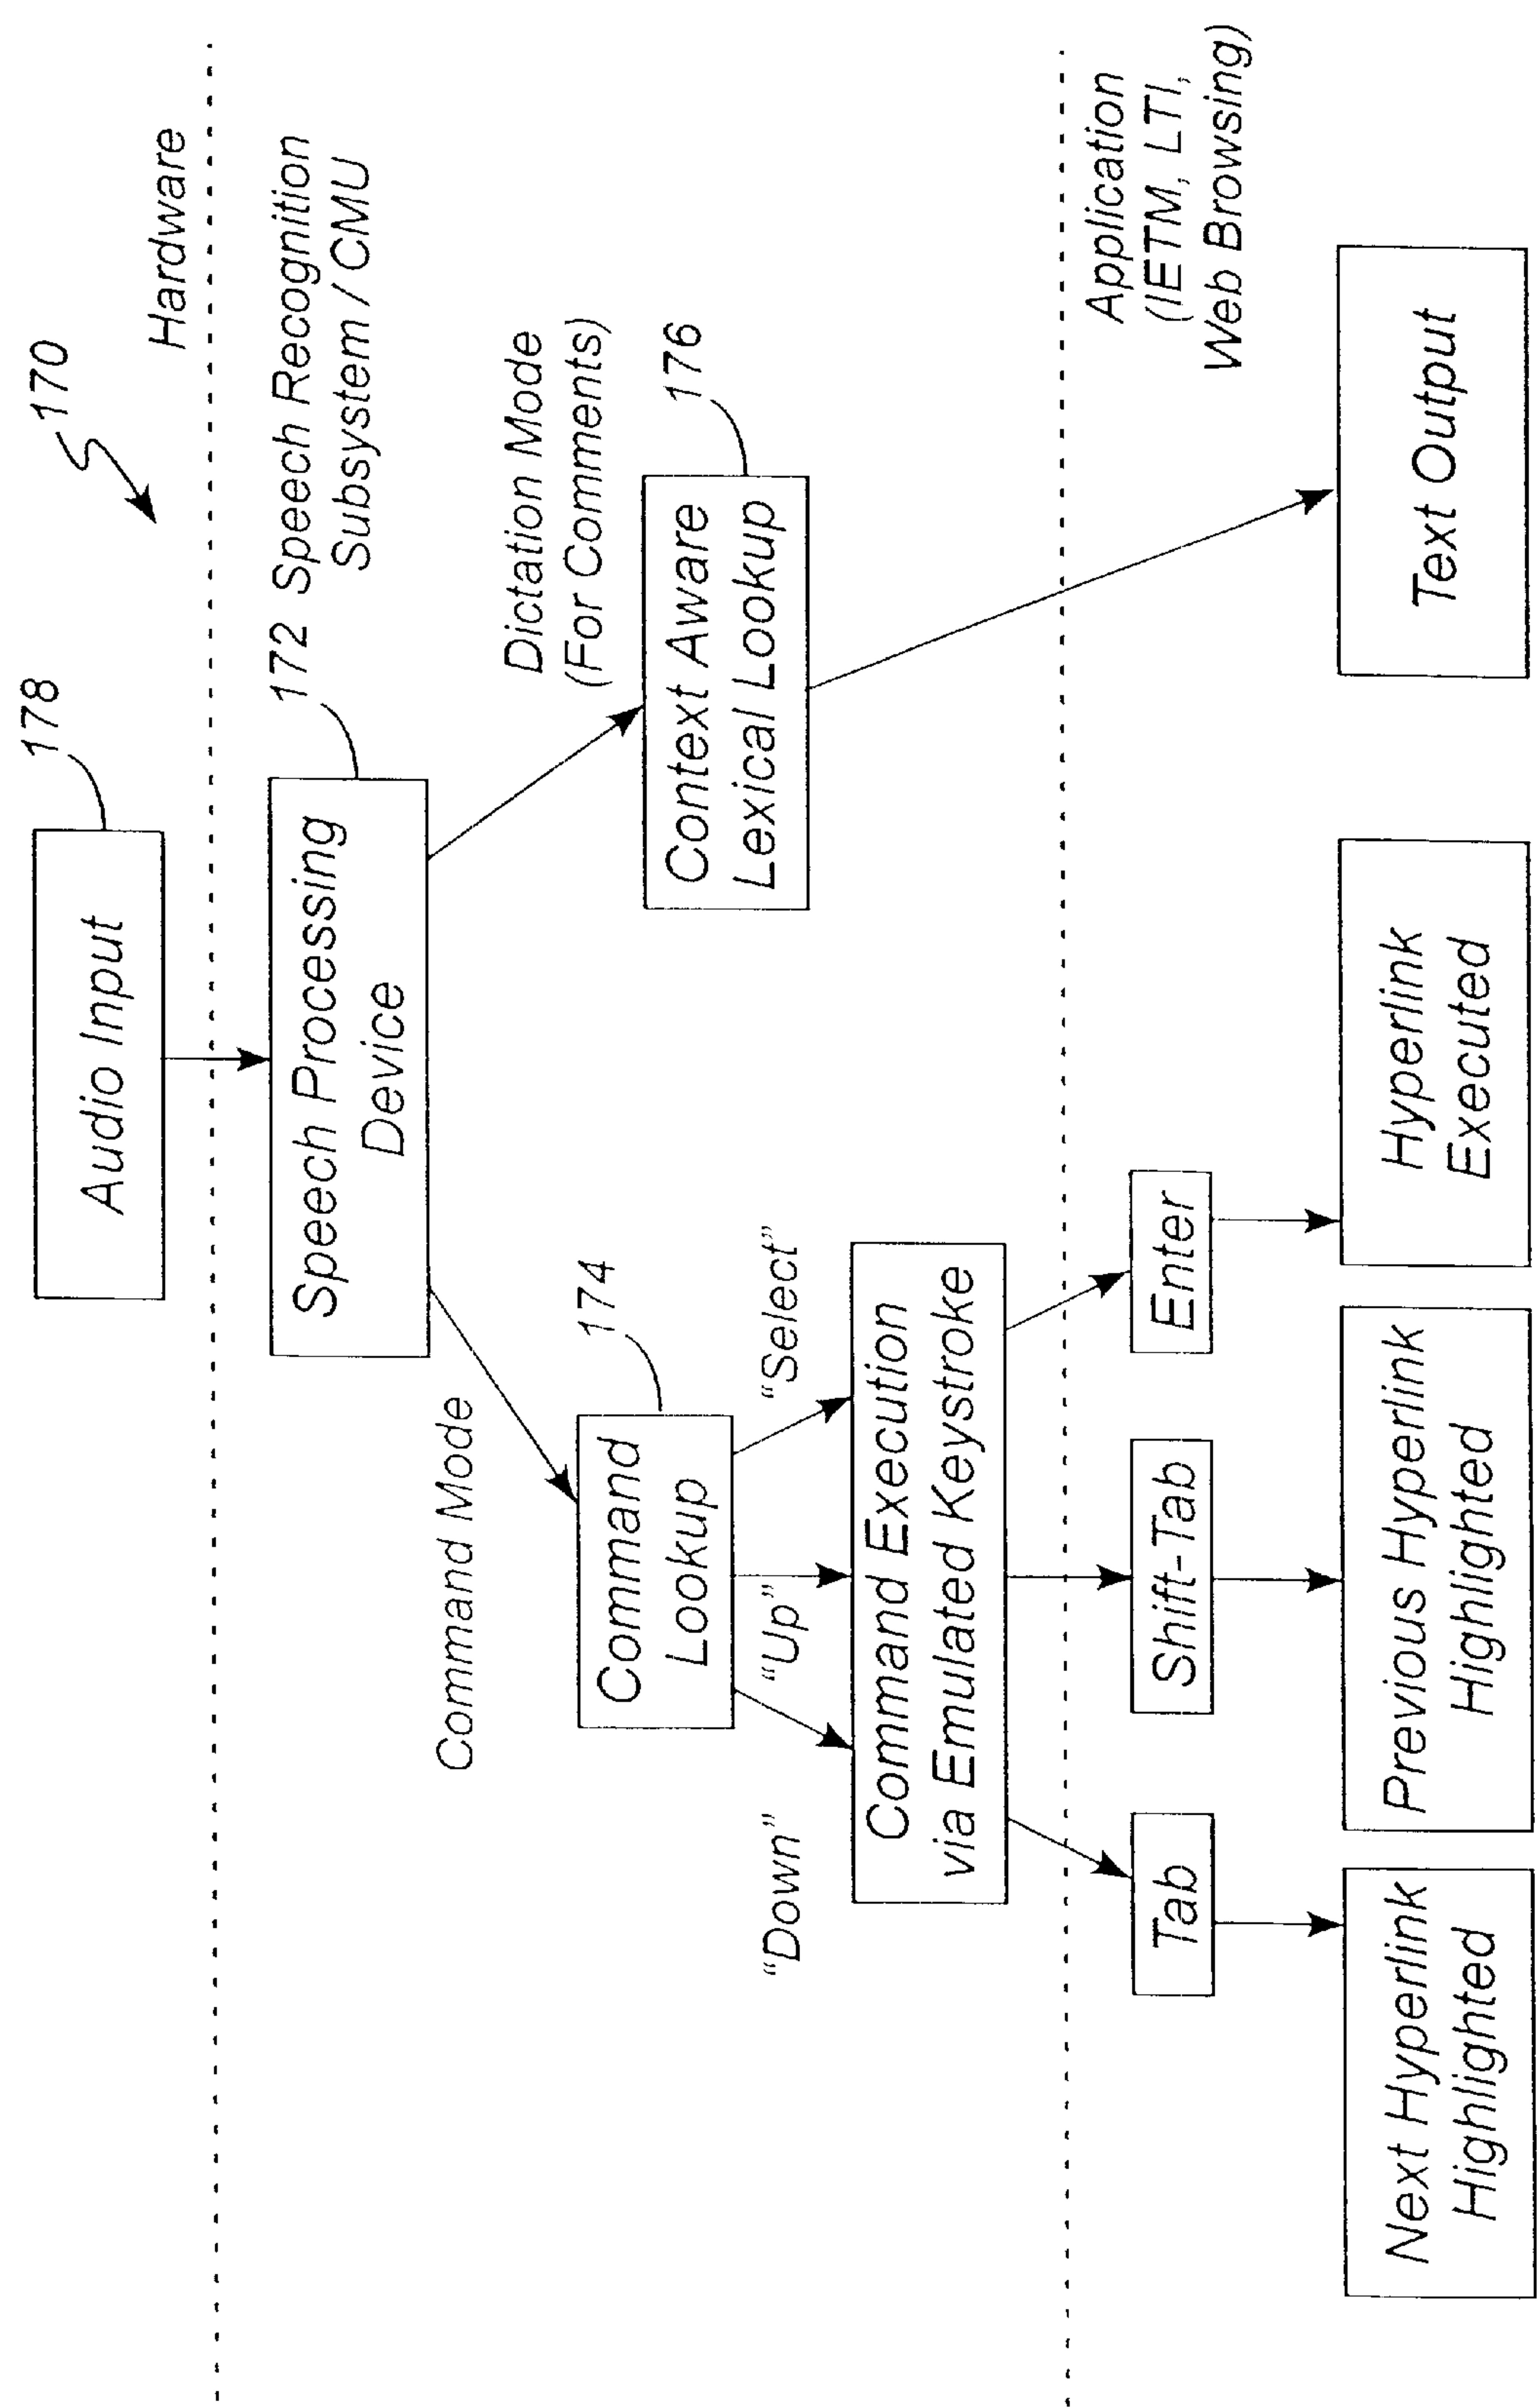 170
178
Hardware
Audio Input
172
Speech Recognition
Subsystem / CMU
Speech Processing
Device
Command Mode
Dictation Mode
(For Comments)
174
176
Command
Lookup
Context Aware
Lexical Lookup
“Down”
“Up”
“Select”
Command Execution
via Emulated Keystroke
Application
(IETM, LTI,
Web Browsing)
Tab
Shift-Tab
Enter
Next Hyperlink
Highlighted
Previous Hyperlink
Highlighted
Hyperlink
Executed
Text Output